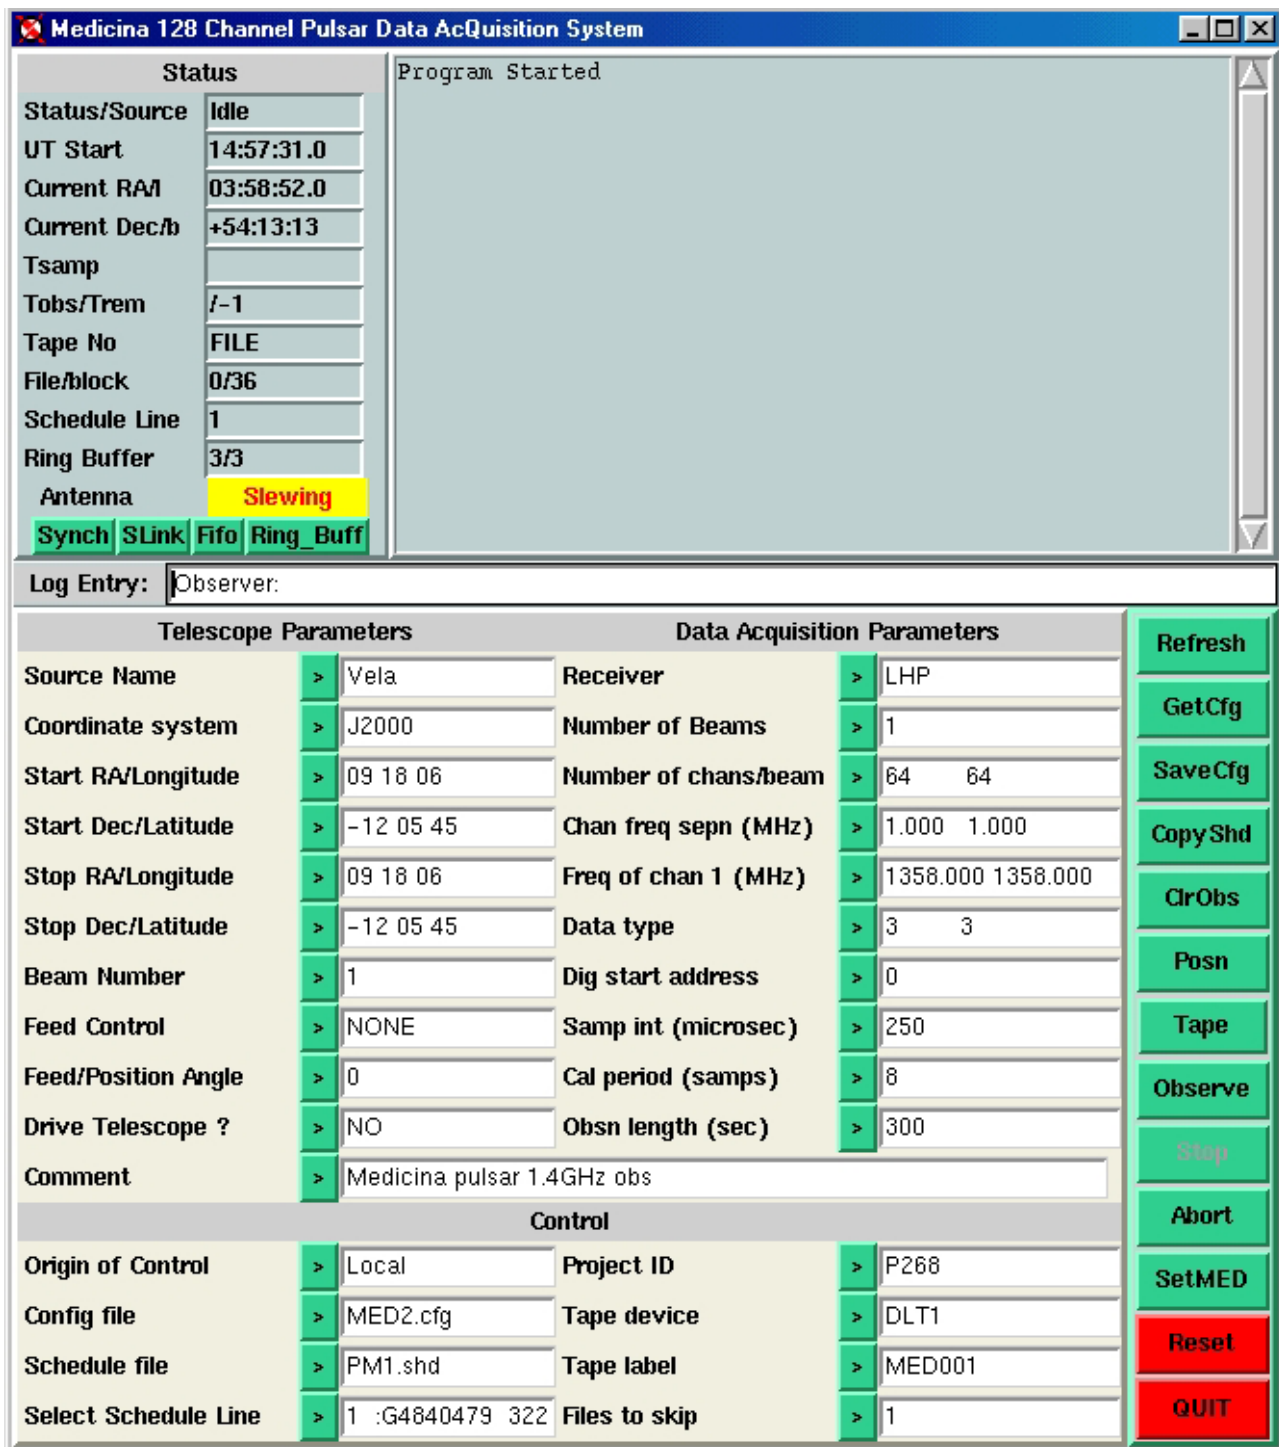 Medicina 128 Channel Pulsar Data AcQuisition System
Status
Status/Source Idle
UT Start 14:57:31.0
Current RA/l 03:58:52.0
Current Dec/b +54:13:13
Tsamp
Tobs/Trem /-1
Tape No FILE
File/block 0/36
Schedule Line 1
Ring Buffer 3/3
Antenna Slewing
Synch SLink Fifo Ring_Buff
Program Started
Log Entry: Observer:
Telescope Parameters Data Acquisition Parameters
Source Name > Vela Receiver > LHP
Coordinate system > J2000 Number of Beams > 1
Start RA/Longitude > 09 18 06 Number of chans/beam > 64 64
Start Dec/Latitude > -12 05 45 Chan freq sepn (MHz) > 1.000 1.000
Stop RA/Longitude > 09 18 06 Freq of chan 1 (MHz) > 1358.000 1358.000
Stop Dec/Latitude > -12 05 45 Data type > 3 3
Beam Number > 1 Dig start address > 0
Feed Control > NONE Samp int (microsec) > 250
Feed/Position Angle > 0 Cal period (samps) > 8
Drive Telescope ? > NO Obsn length (sec) > 300
Comment > Medicina pulsar 1.4GHz obs
Control
Origin of Control > Local Project ID > P268
Config file > MED2.cfg Tape device > DLT1
Schedule file > PM1.shd Tape label > MED001
Select Schedule Line > 1 :G4840479 322 Files to skip > 1
Refresh
GetCfg
SaveCfg
CopyShd
ClrObs
Posn
Tape
Observe
Stop
Abort
SetMED
Reset
QUIT